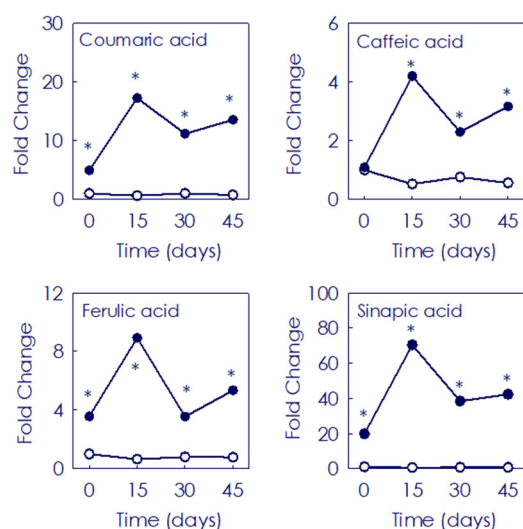 Coumaric acid
Fold Change
30
20
10
0
*
*
*
*
0 15 30 45
Time (days)
Caffeic acid
Fold Change
6
4
2
0
*
*
*
0 15 30 45
Time (days)
Ferulic acid
Fold Change
12
8
4
0
*
*
*
*
0 15 30 45
Time (days)
Sinapic acid
Fold Change
100
80
60
40
20
0
*
*
*
*
0 15 30 45
Time (days)